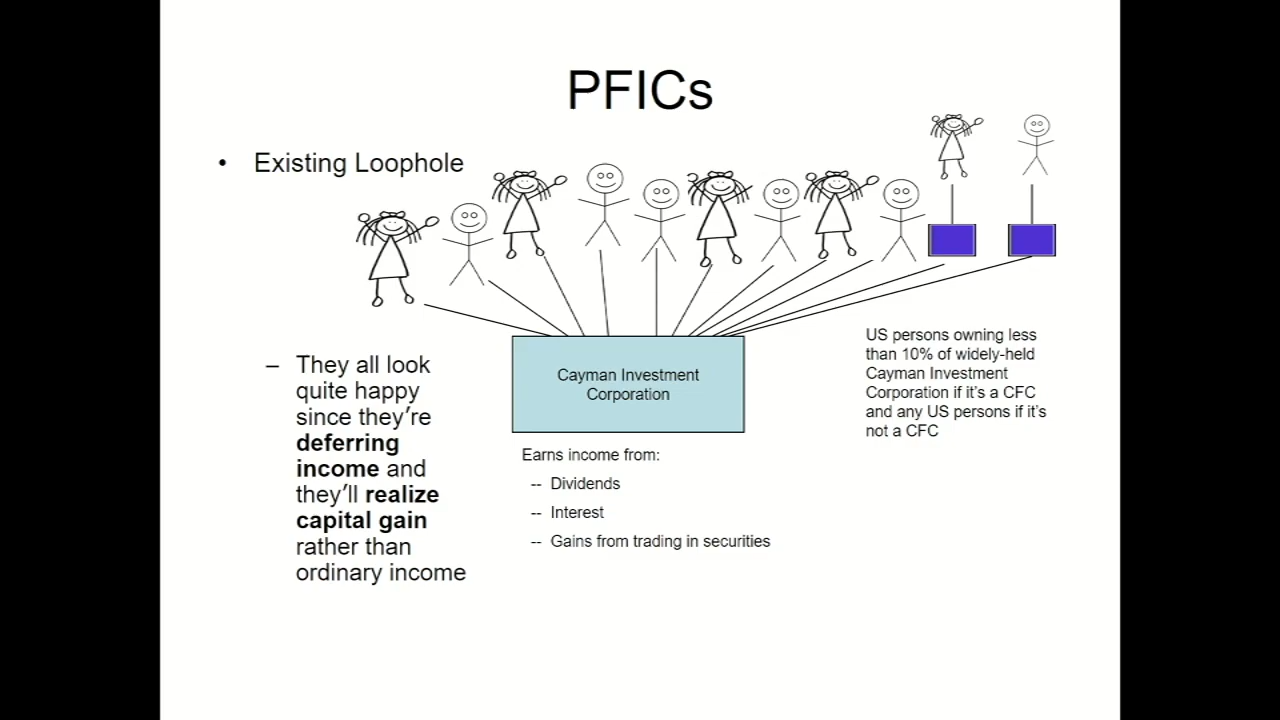 PFICs
• Existing Loophole
– They all look
quite happy
since they’re
deferring
income and
they’ll realize
capital gain
rather than
ordinary income
Cayman Investment
Corporation
Earns income from:
-- Dividends
-- Interest
-- Gains from trading in securities
US persons owning less
than 10% of widely-held
Cayman Investment
Corporation if it’s a CFC
and any US persons if it’s
not a CFC